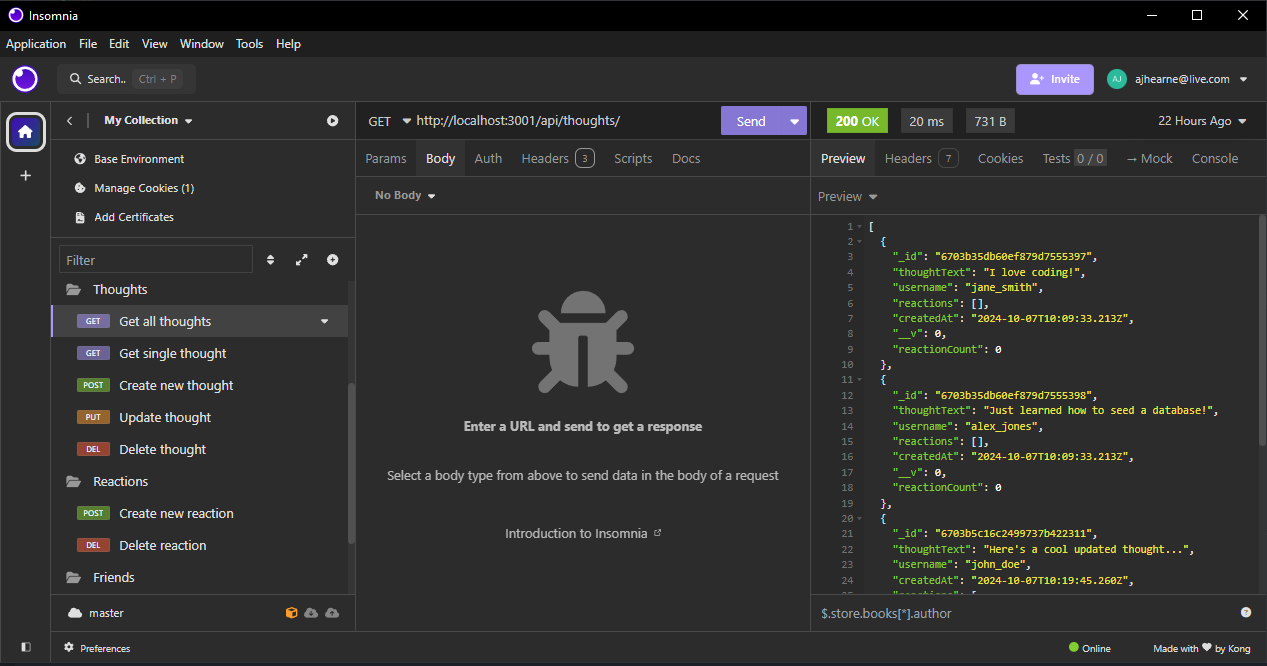 Insomnia
Application File Edit View Window Tools Help
Search.. Ctrl + P
Invite
AJ ajhearne@live.com
My Collection
Base Environment
Manage Cookies (1)
Add Certificates
Filter
Thoughts
GET Get all thoughts
GET Get single thought
POST Create new thought
PUT Update thought
DEL Delete thought
Reactions
POST Create new reaction
DEL Delete reaction
Friends
master
GET http://localhost:3001/api/thoughts/ Send
Params Body Auth Headers 3 Scripts Docs
No Body
Enter a URL and send to get a response
Select a body type from above to send data in the body of a request
Introduction to Insomnia
200 OK 20 ms 731 B 22 Hours Ago
Preview Headers 7 Cookies Tests 0 / 0 → Mock Console
Preview
1 [
2 {
3 "_id": "6703b35db60ef879d7555397",
4 "thoughtText": "I love coding!",
5 "username": "jane_smith",
6 "reactions": [],
7 "createdAt": "2024-10-07T10:09:33.213Z",
8 "__v": 0,
9 "reactionCount": 0
10 },
11 {
12 "_id": "6703b35db60ef879d7555398",
13 "thoughtText": "Just learned how to seed a database!",
14 "username": "alex_jones",
15 "reactions": [],
16 "createdAt": "2024-10-07T10:09:33.213Z",
17 "__v": 0,
18 "reactionCount": 0
19 },
20 {
21 "_id": "6703b5c16c2499737b422311",
22 "thoughtText": "Here's a cool updated thought...",
23 "username": "john_doe",
24 "createdAt": "2024-10-07T10:19:45.260Z",
$.store.books[*].author
Preferences
Online
Made with by Kong